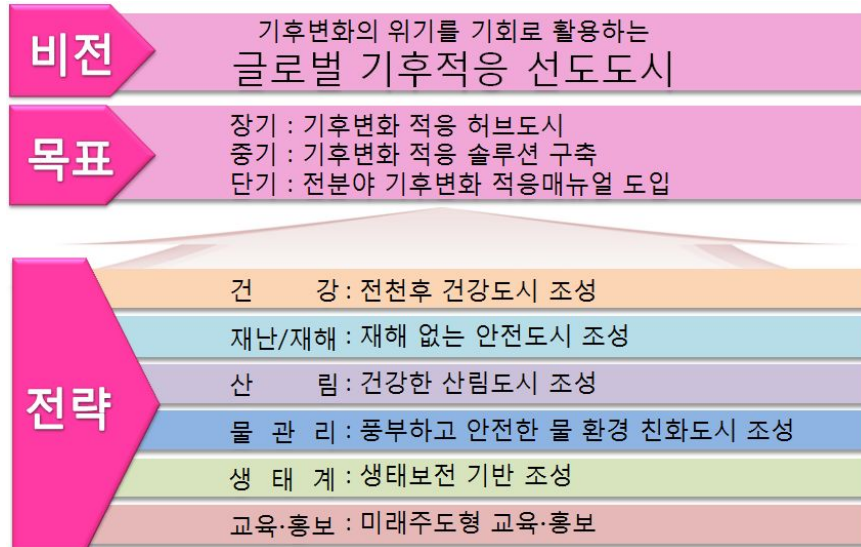 비전
기후변화의 위기를 기회로 활용하는
글로벌 기후적응 선도도시
목표
장기 : 기후변화 적응 허브도시
중기 : 기후변화 적응 솔루션 구축
단기 : 전분야 기후변화 적응매뉴얼 도입
전략
건 강 : 전천후 건강도시 조성
재난/재해 : 재해 없는 안전도시 조성
산 림 : 건강한 산림도시 조성
물 관 리 : 풍부하고 안전한 물 환경 친화도시 조성
생 태 계 : 생태보전 기반 조성
교육·홍보 : 미래주도형 교육·홍보